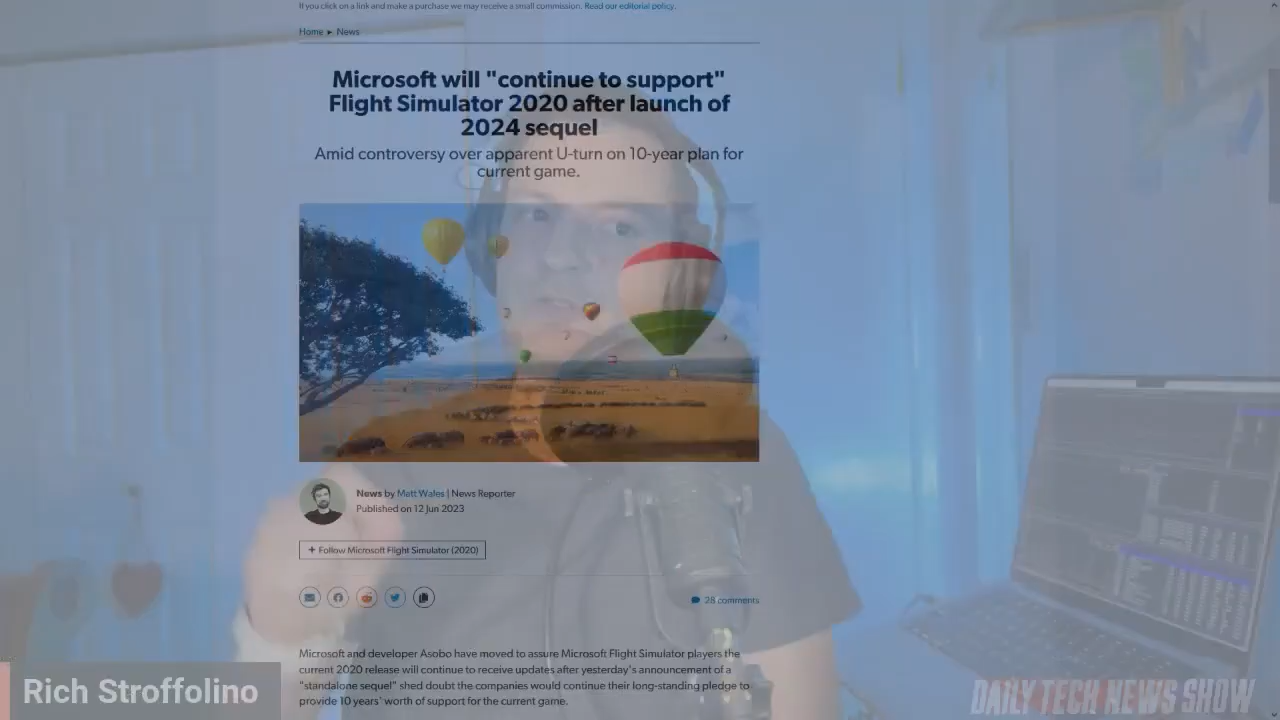 If you click on a link and make a purchase we may receive a small commission. Read our editorial policy.
Home ▸ News
Microsoft will "continue to support"
Flight Simulator 2020 after launch of
2024 sequel
Amid controversy over apparent U-turn on 10-year plan for
current game.
News by Matt Wales | News Reporter
Published on 12 Jun 2023
+ Follow Microsoft Flight Simulator (2020)
28 comments
Microsoft and developer Asobo have moved to assure Microsoft Flight Simulator players the
current 2020 release will continue to receive updates after yesterday's announcement of a
"standalone sequel" shed doubt the companies would continue their long-standing pledge to
provide 10 years' worth of support for the current game.
Rich Stroffolino
DAILY TECH NEWS SHOW